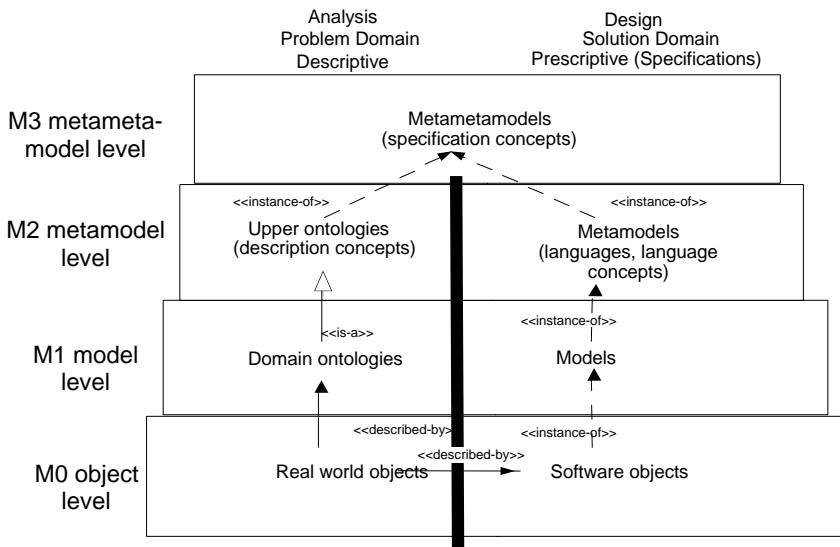 Analysis
Problem Domain
Descriptive
Design
Solution Domain
Prescriptive (Specifications)
M3 metameta-
model level
Metametamodels
(specification concepts)
<<instance-of>>
<<instance-of>>
M2 metamodel
level
Upper ontologies
(description concepts)
Metamodels
(languages, language
concepts)
<<is-a>>
<<instance-of>>
M1 model
level
Domain ontologies
Models
<<described-by>>
<<instance-of>>
<<described-by>>
M0 object
level
Real world objects
Software objects